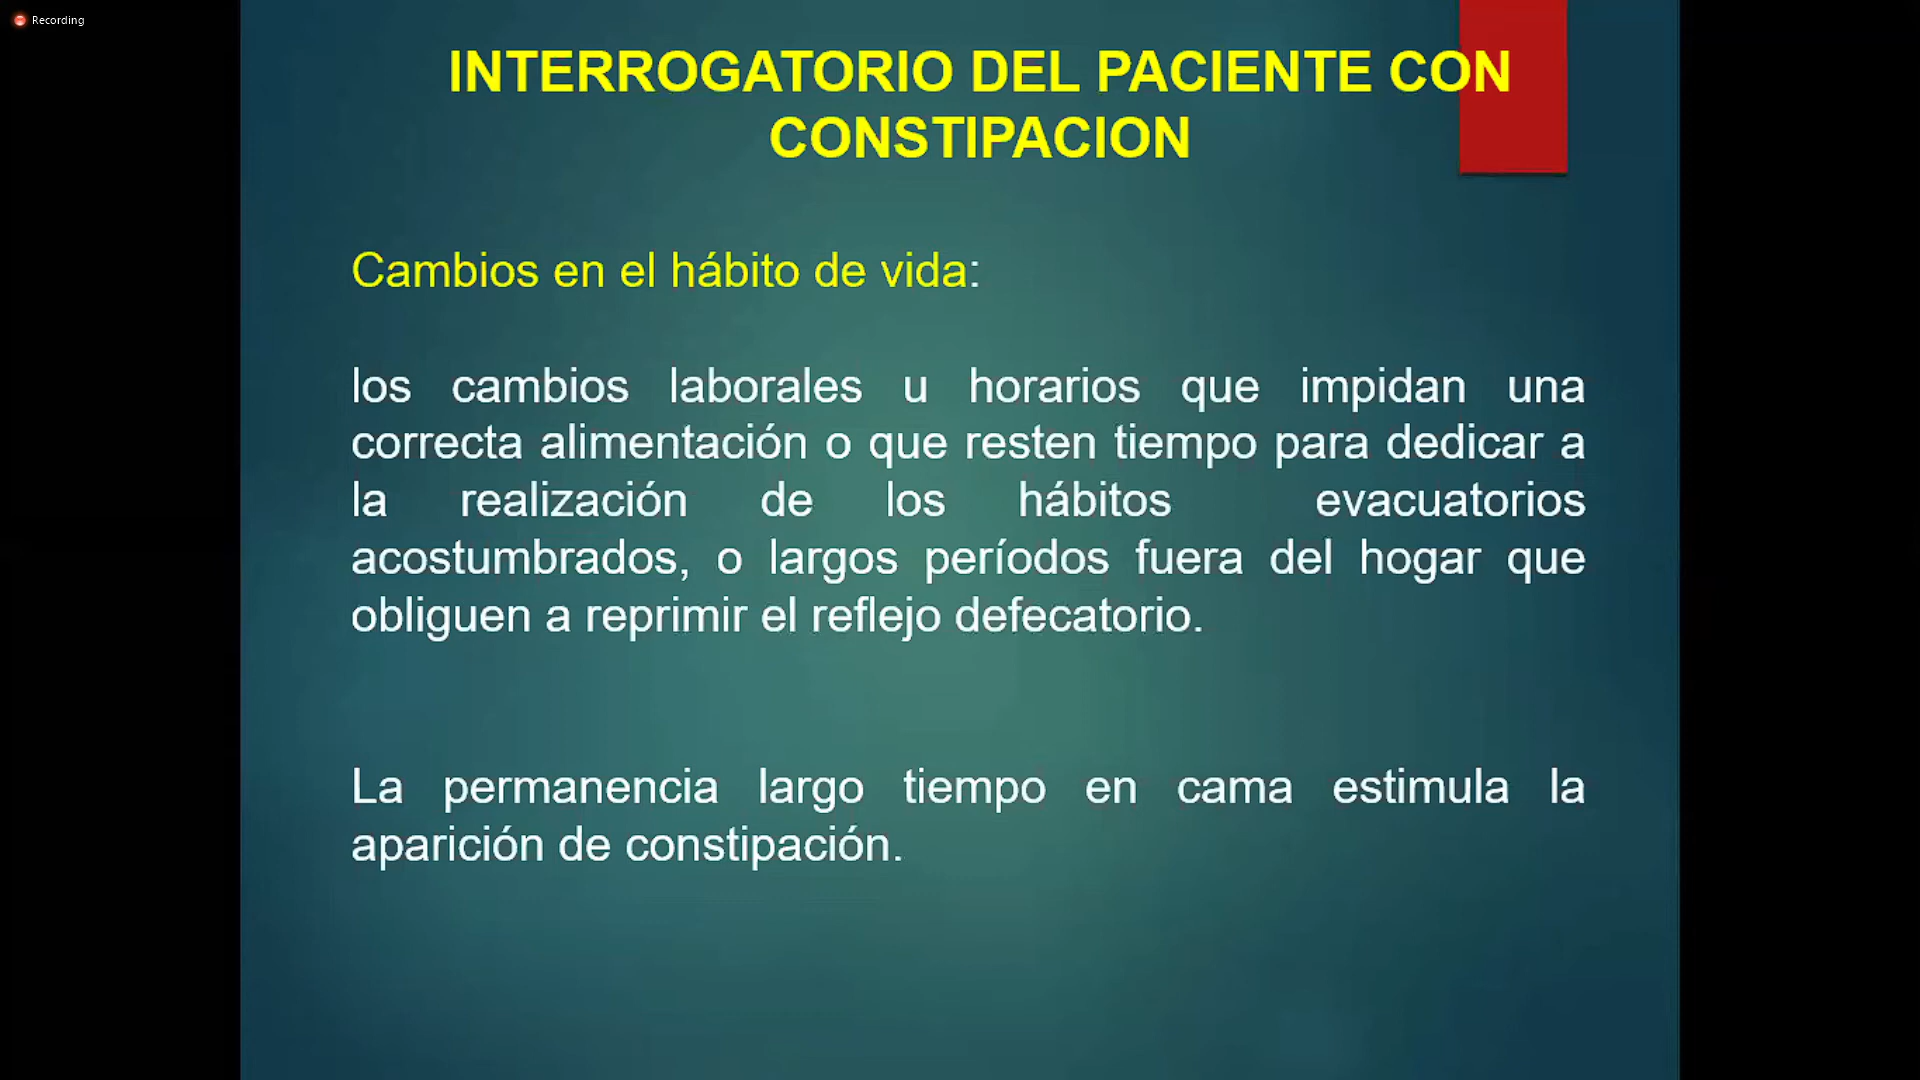 Recording
INTERROGATORIO DEL PACIENTE CON
CONSTIPACION
Cambios en el hábito de vida:
los cambios laborales u horarios que impidan una
correcta alimentación o que resten tiempo para dedicar a
la realización de los hábitos evacuatorios
acostumbrados, o largos períodos fuera del hogar que
obliguen a reprimir el reflejo defecatorio.
La permanencia largo tiempo en cama estimula la
aparición de constipación.